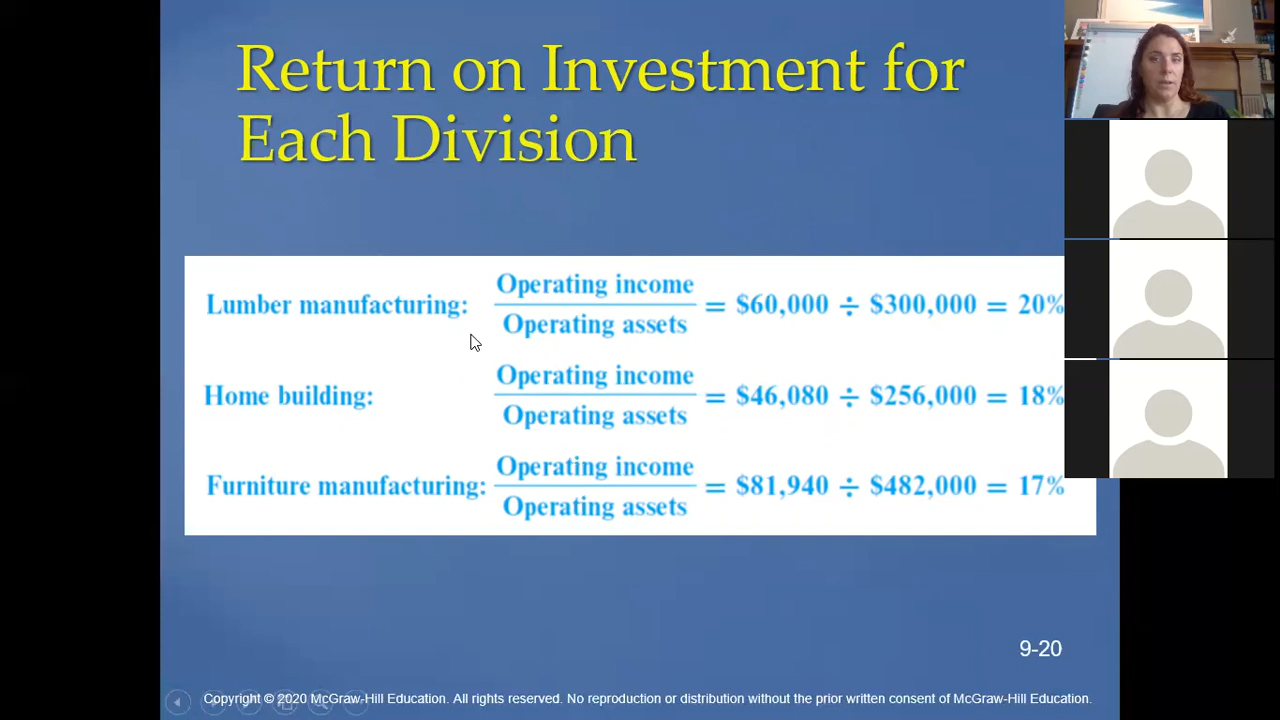 Return on Investment for
Each Division
Lumber manufacturing: Operating income / Operating assets = $60,000 ÷ $300,000 = 20%
Home building: Operating income / Operating assets = $46,080 ÷ $256,000 = 18%
Furniture manufacturing: Operating income / Operating assets = $81,940 ÷ $482,000 = 17%
9-20
Copyright © 2020 McGraw-Hill Education. All rights reserved. No reproduction or distribution without the prior written consent of McGraw-Hill Education.